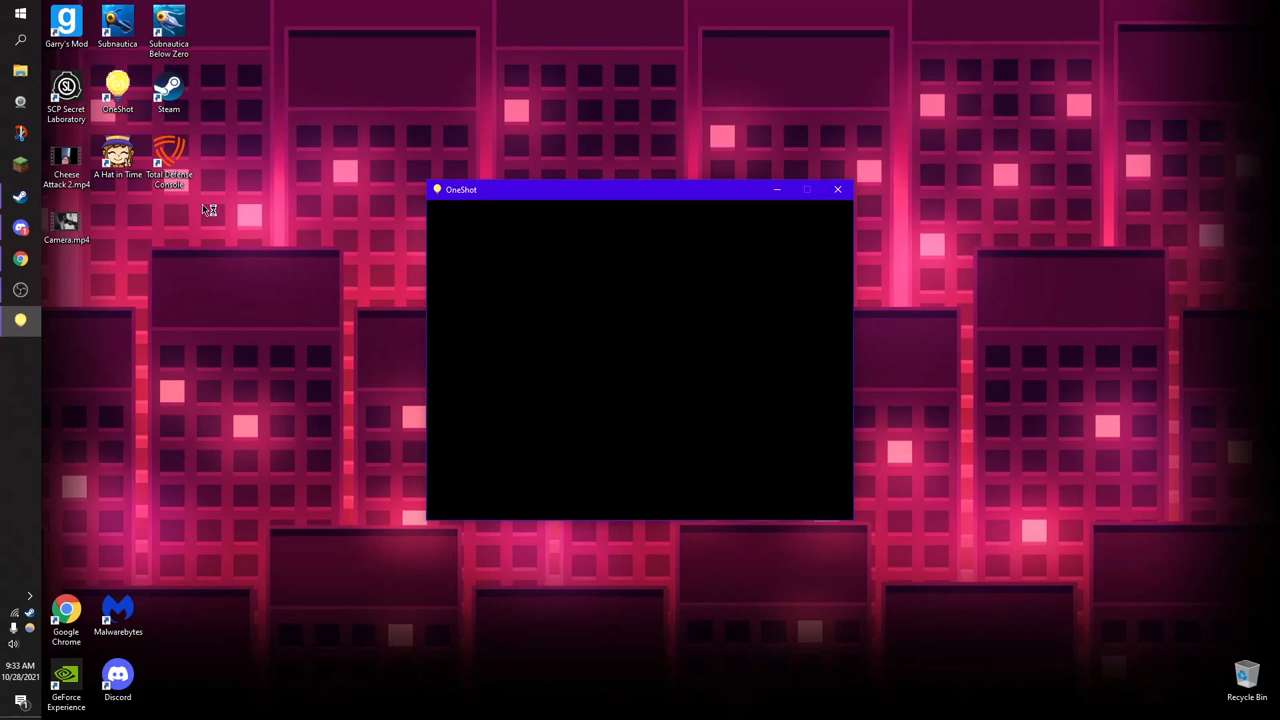 Garry's Mod
Subnautica
Subnautica
Below Zero
SCP Secret
Laboratory
OneShot
Steam
Cheese
Attack 2.mp4
A Hat in Time
Total Defense
Console
Camera.mp4
OneShot
Google
Chrome
Malwarebytes
GeForce
Experience
Discord
9:33 AM
10/28/2021
Recycle Bin